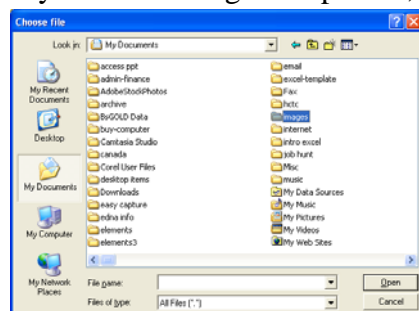 Choose file
Look in: My Documents
My Recent Documents
Desktop
My Documents
My Computer
My Network Places
access ppt
admin-finance
AdobeStockPhotos
archive
BsGOLD Data
buy-computer
Camtasia Studio
canada
Corel User Files
desktop items
Downloads
easy capture
edna info
elements
elements3
email
excel-template
Fax
hctc
images
internet
intro excel
job hunt
Misc
music
My Data Sources
My Music
My Pictures
My Videos
My Web Sites
File name:
Open
Files of type: All Files (*.*)
Cancel